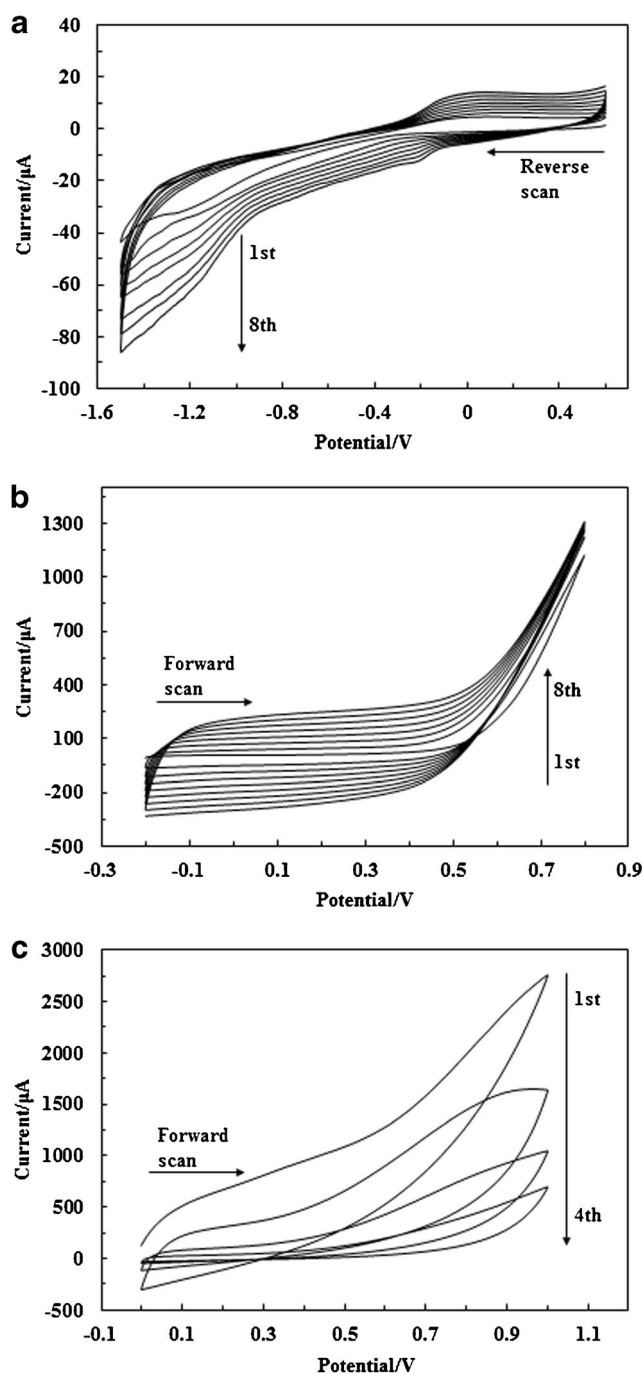 a
40
20
0
-20
-40
-60
-80
-100
Current/µA
Reverse
scan
1st
8th
-1.6
-1.2
-0.8
-0.4
0
0.4
Potential/V
b
1300
700
400
100
-200
-500
Current/µA
Forward
scan
8th
1st
-0.3
-0.1
0.1
0.3
0.5
0.7
0.9
Potential/V
c
3000
2500
2000
1500
1000
500
0
-500
Current/µA
Forward
scan
1st
4th
-0.1
0.1
0.3
0.5
0.7
0.9
1.1
Potential/V